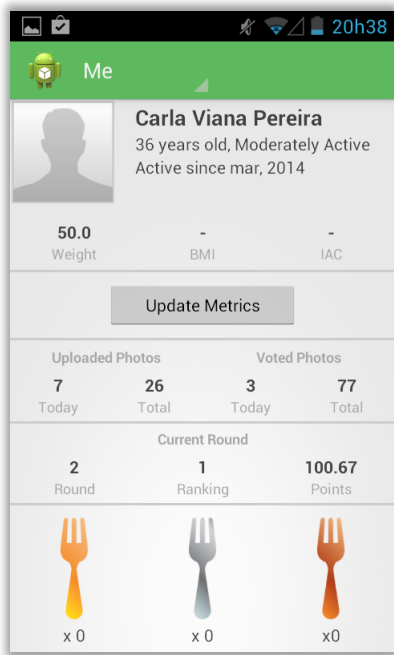 20h38
Me
Carla Viana Pereira
36 years old, Moderately Active
Active since mar, 2014
50.0 - -
Weight BMI IAC
Update Metrics
Uploaded Photos Voted Photos
7 26 3 77
Today Total Today Total
Current Round
2 1 100.67
Round Ranking Points
x 0 x 0 x0